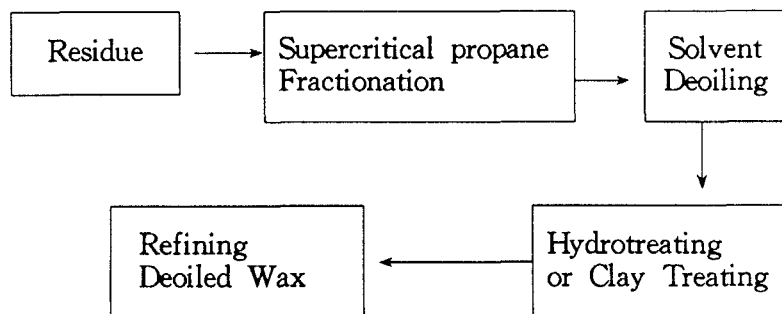 Residue
Supercritical propane
Fractionation
Solvent
Deoiling
Hydrotreating
or Clay Treating
Refining
Deoiled Wax